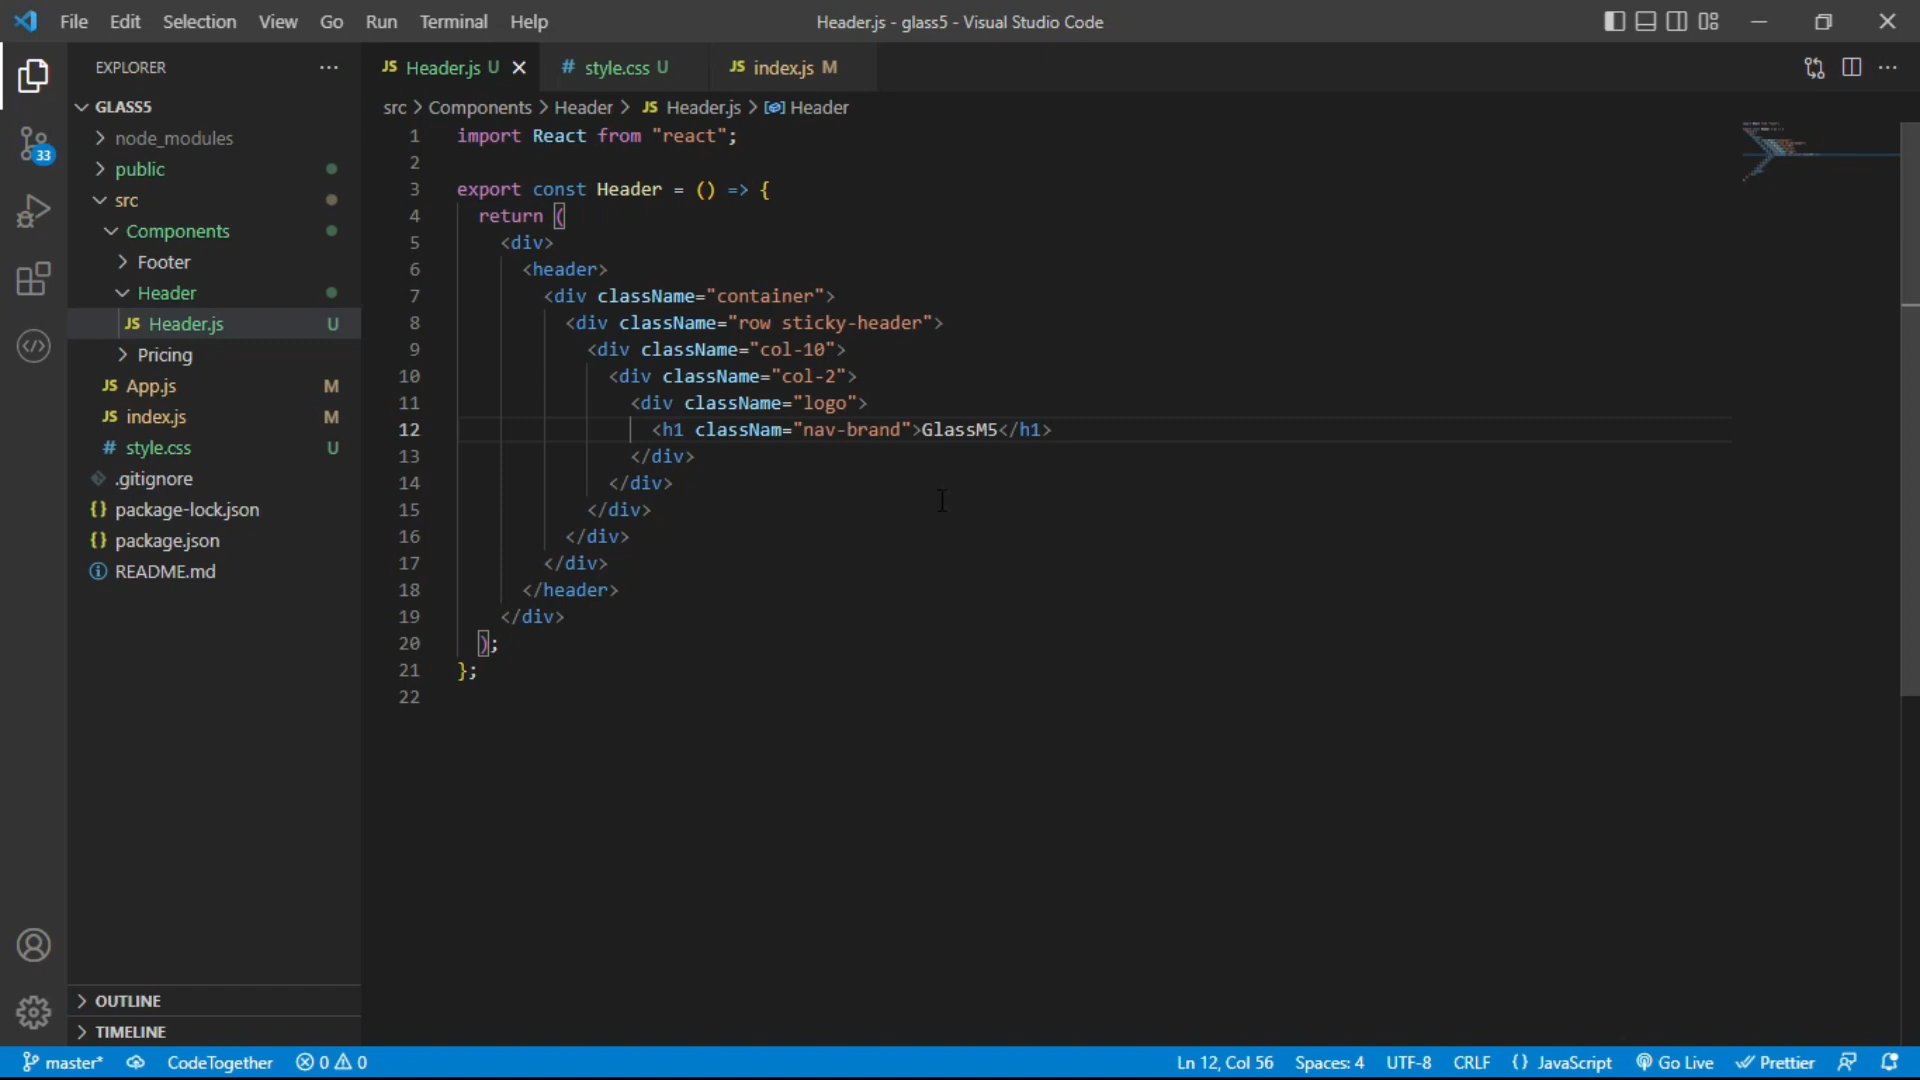 File Edit Selection View Go Run Terminal Help
Header.js - glass5 - Visual Studio Code
EXPLORER
GLASS5
node_modules
public
src
Components
Footer
Header
JS Header.js U
Pricing
JS App.js M
JS index.js M
# style.css U
.gitignore
{} package-lock.json
{} package.json
README.md
33
OUTLINE
TIMELINE
JS Header.js U
# style.css U
JS index.js M
src > Components > Header > JS Header.js > Header
1 import React from "react";
2
3 export const Header = () => {
4 return (
5 <div>
6 <header>
7 <div className="container">
8 <div className="row sticky-header">
9 <div className="col-10">
10 <div className="col-2">
11 <div className="logo">
12 <h1 classNam="nav-brand">GlassM5</h1>
13 </div>
14 </div>
15 </div>
16 </div>
17 </div>
18 </header>
19 </div>
20 );
21 };
22
master* CodeTogether 0 0 Ln 12, Col 56 Spaces: 4 UTF-8 CRLF {} JavaScript Go Live Prettier